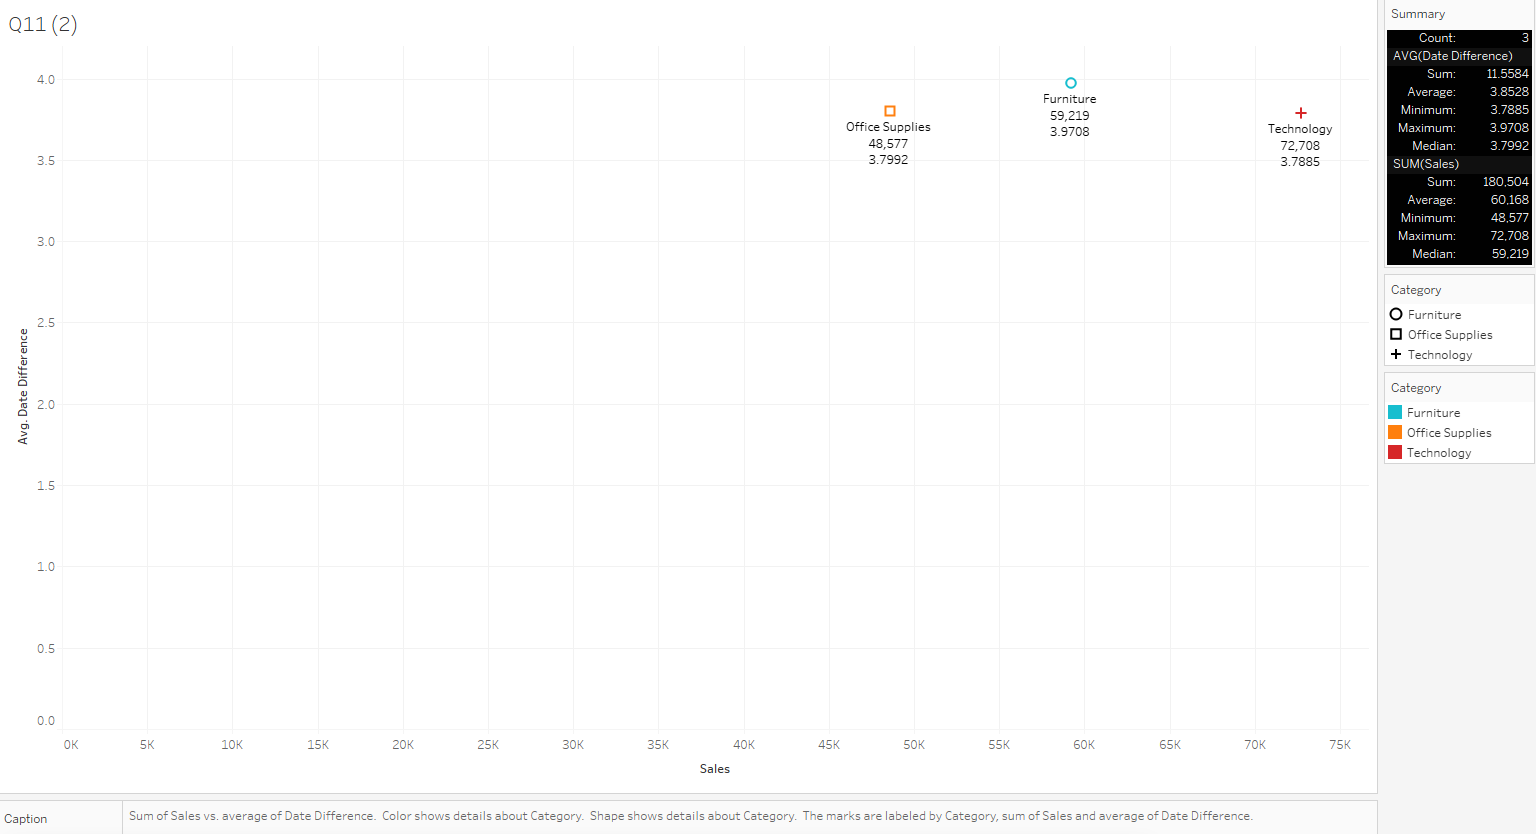 Q11 (2)
4.0
3.5
3.0
2.5
2.0
1.5
1.0
0.5
0.0
Avg. Date Difference
Office Supplies
48,577
3.7992
Furniture
59,219
3.9708
Technology
72,708
3.7885
0K 5K 10K 15K 20K 25K 30K 35K 40K 45K 50K 55K 60K 65K 70K 75K
Sales
Summary
Count: 3
AVG(Date Difference)
Sum: 11.5584
Average: 3.8528
Minimum: 3.7885
Maximum: 3.9708
Median: 3.7992
SUM(Sales)
Sum: 180,504
Average: 60,168
Minimum: 48,577
Maximum: 72,708
Median: 59,219
Category
Furniture
Office Supplies
Technology
Category
Furniture
Office Supplies
Technology
Caption
Sum of Sales vs. average of Date Difference. Color shows details about Category. Shape shows details about Category. The marks are labeled by Category, sum of Sales and average of Date Difference.